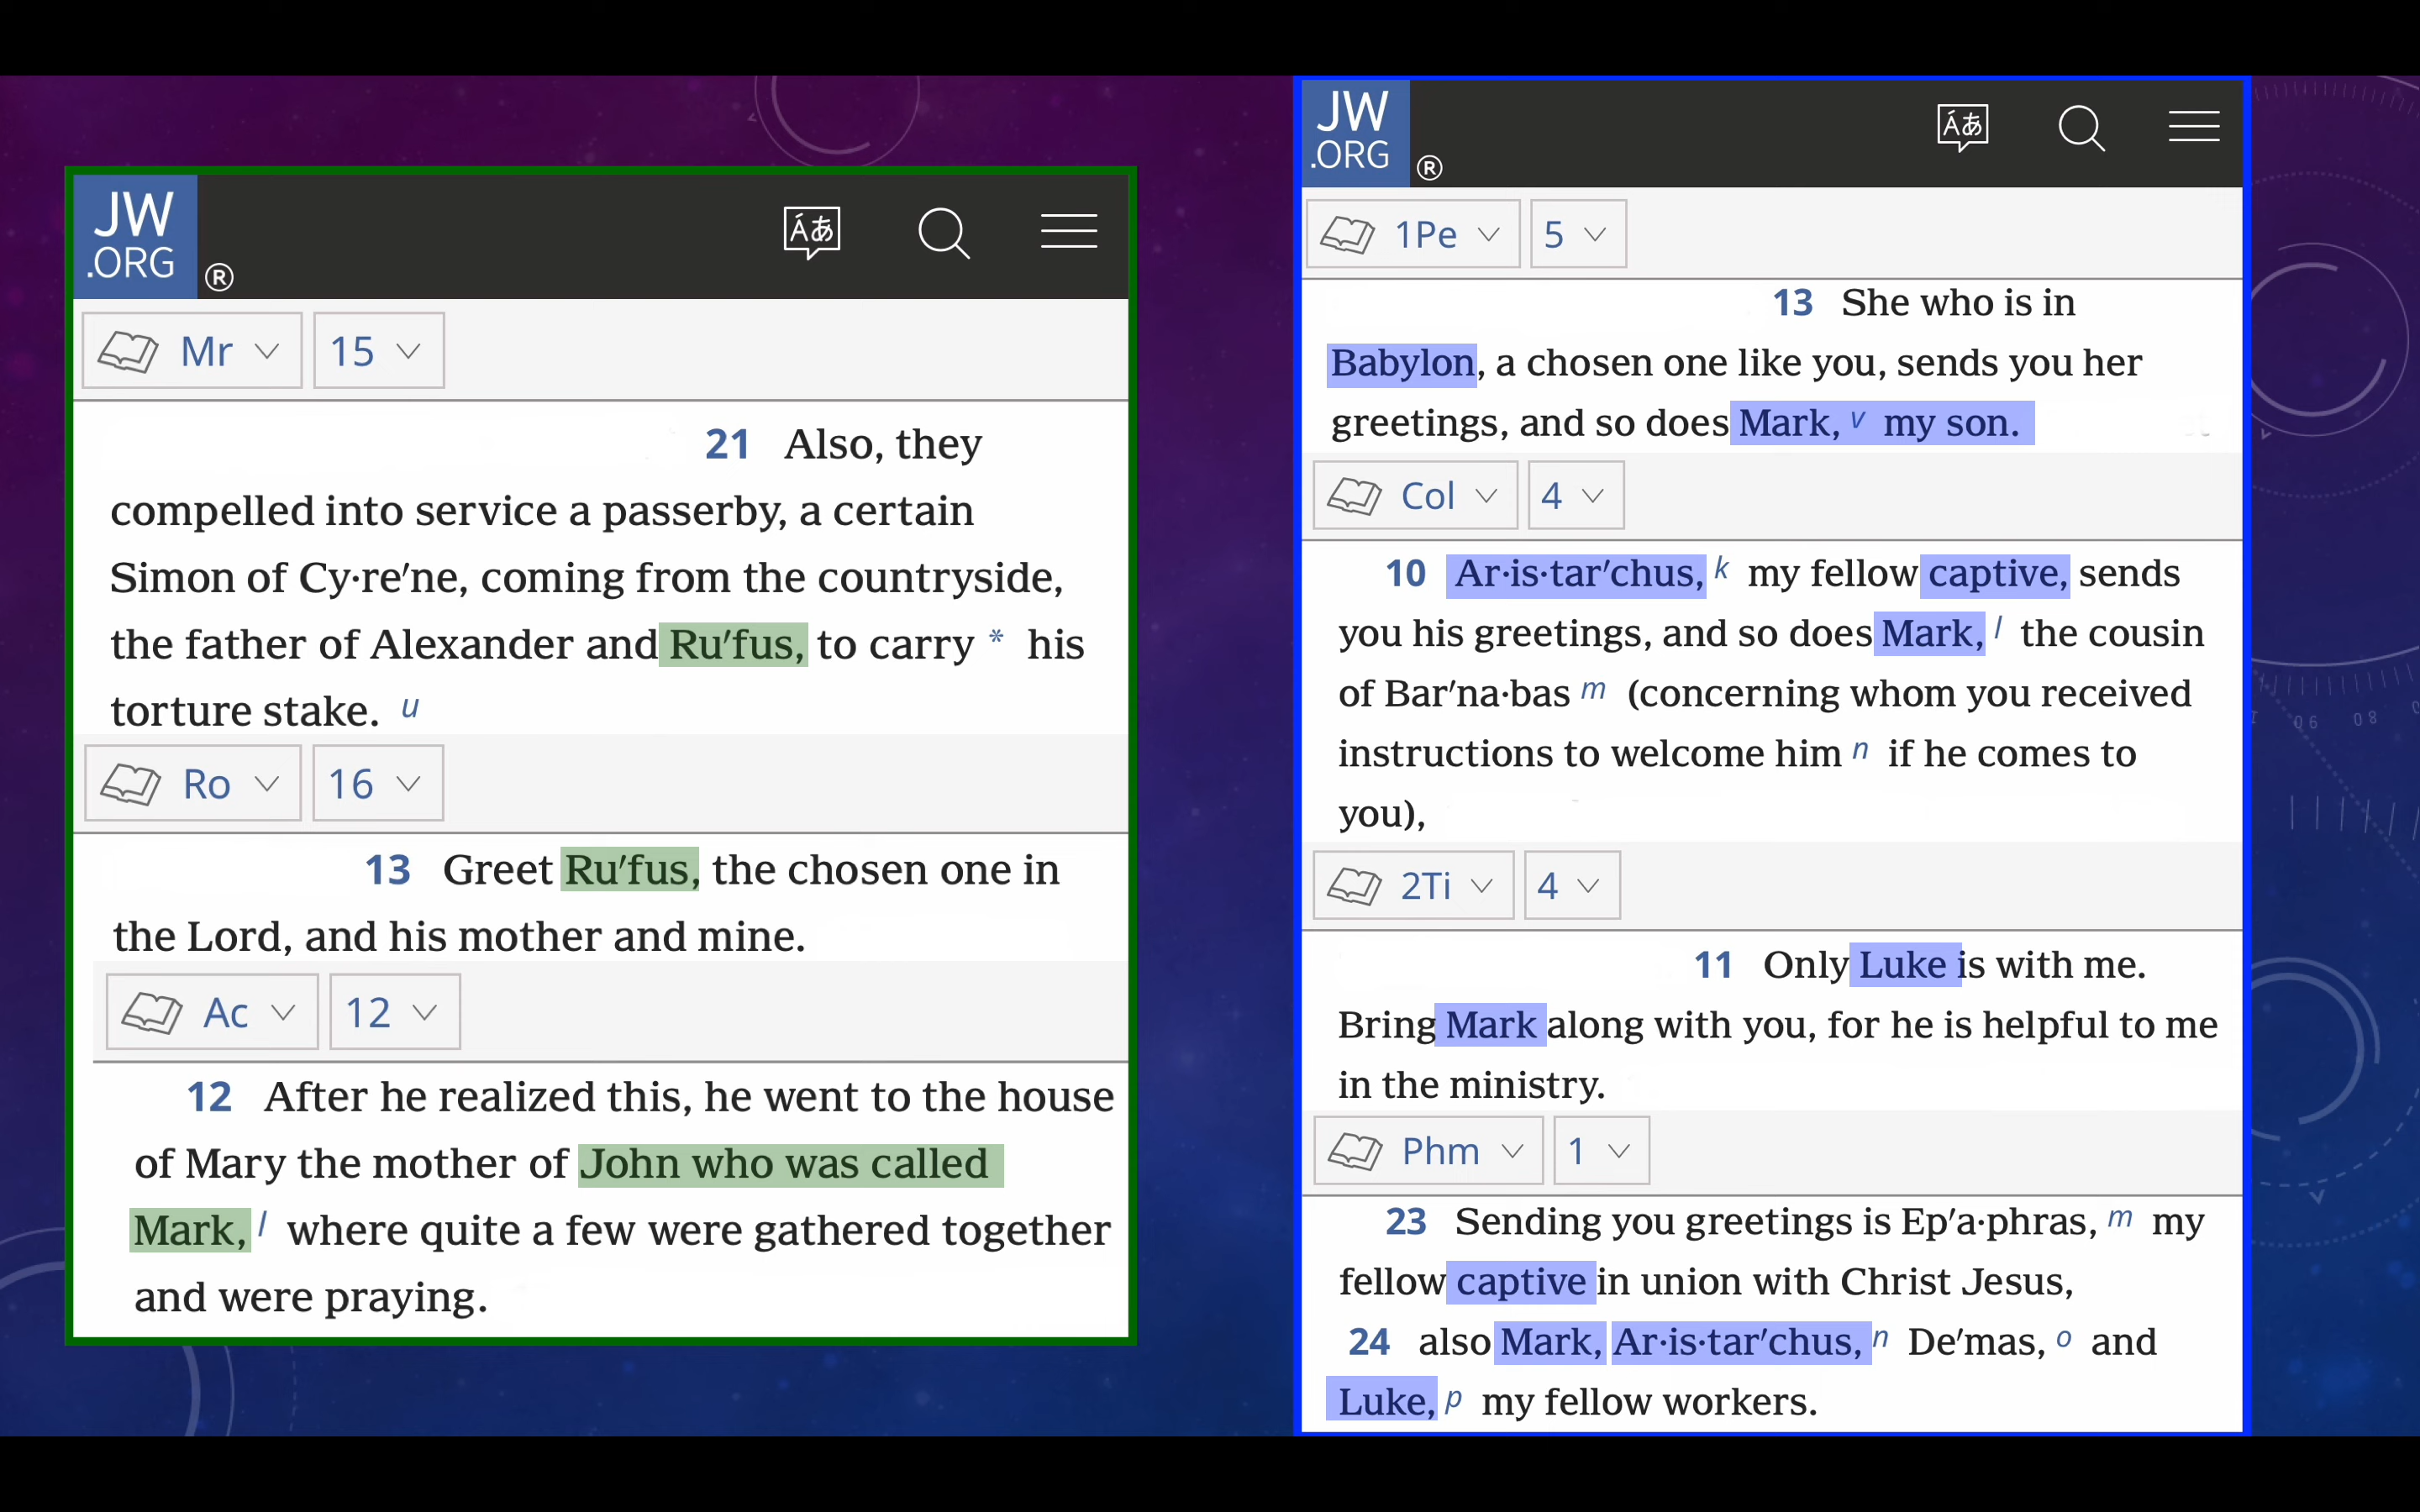 JW
.ORG
®
Áあ
Mr 15
21 Also, they
compelled into service a passerby, a certain
Simon of Cy·re′ne, coming from the countryside,
the father of Alexander and Ru′fus, to carry * his
torture stake. u
Ro 16
13 Greet Ru′fus, the chosen one in
the Lord, and his mother and mine.
Ac 12
12 After he realized this, he went to the house
of Mary the mother of John who was called
Mark, l where quite a few were gathered together
and were praying.
JW
.ORG
®
Áあ
1Pe 5
13 She who is in
Babylon, a chosen one like you, sends you her
greetings, and so does Mark, v my son.
Col 4
10 Ar·is·tar′chus, k my fellow captive, sends
you his greetings, and so does Mark, l the cousin
of Bar′na·bas m (concerning whom you received
instructions to welcome him n if he comes to
you),
2Ti 4
11 Only Luke is with me.
Bring Mark along with you, for he is helpful to me
in the ministry.
Phm 1
23 Sending you greetings is Ep′a·phras, m my
fellow captive in union with Christ Jesus,
24 also Mark, Ar·is·tar′chus, n De′mas, o and
Luke, p my fellow workers.